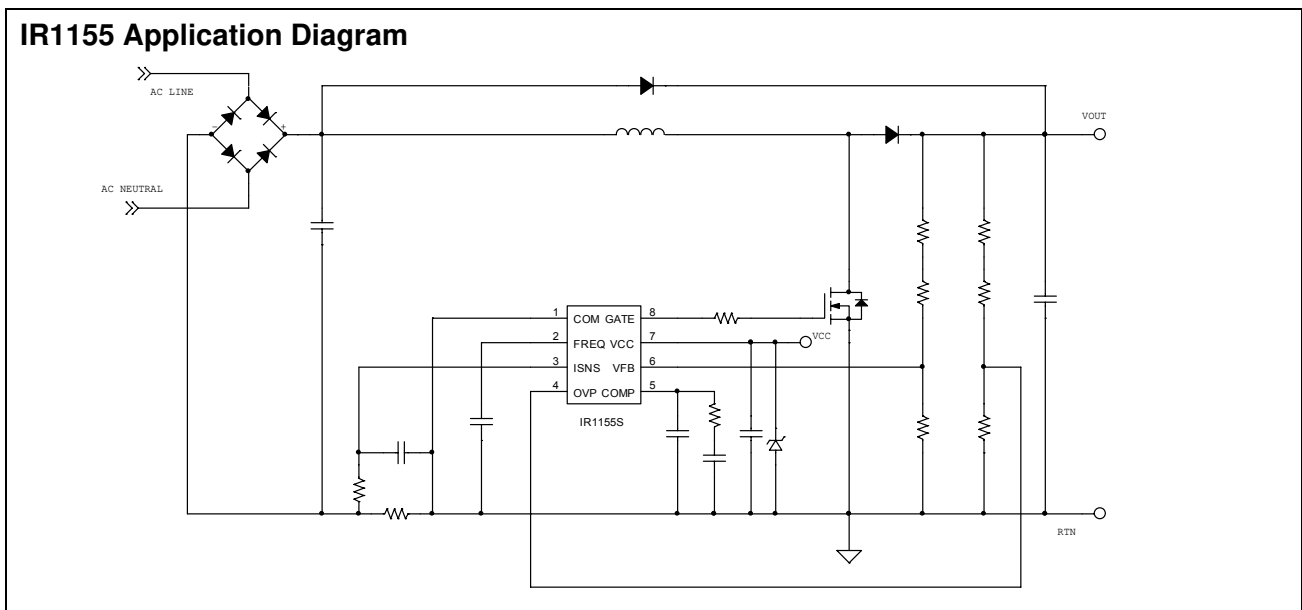 IR1155 Application Diagram
AC LINE
- +
VOUT
AC NEUTRAL
1 COM GATE 8
VCC
2 FREQ VCC 7
3 ISNS VFB 6
4 OVP COMP 5
IR1155S
RTN